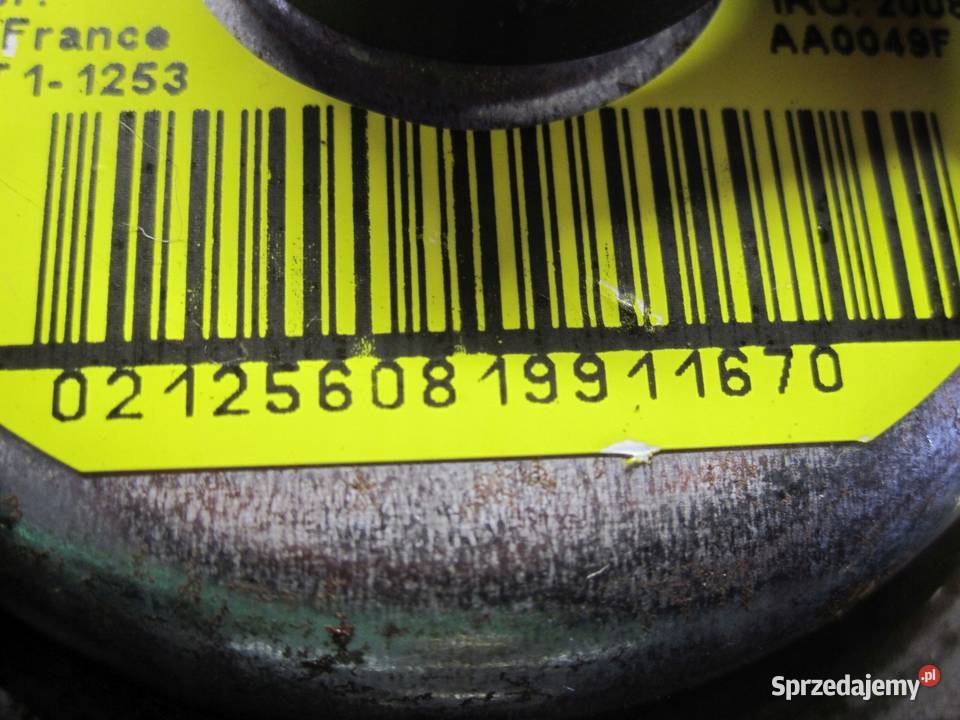 France
AA0049F
1-1253
0212560819911670
Sprzedajemy.pl